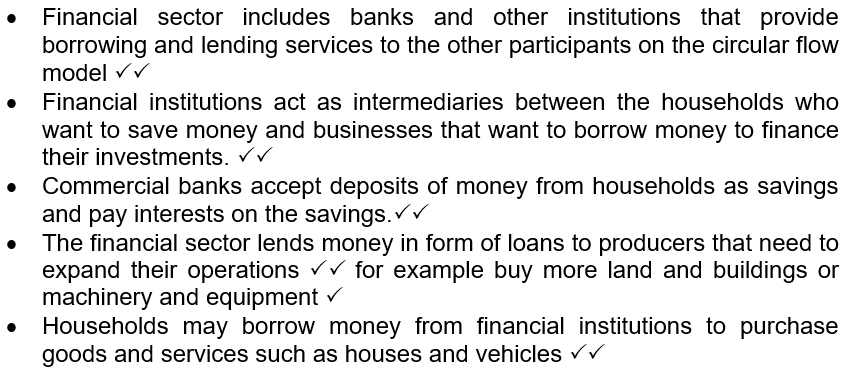 • Financial sector includes banks and other institutions that provide
borrowing and lending services to the other participants on the circular flow
model ✓✓
• Financial institutions act as intermediaries between the households who
want to save money and businesses that want to borrow money to finance
their investments. ✓✓
• Commercial banks accept deposits of money from households as savings
and pay interests on the savings.✓✓
• The financial sector lends money in form of loans to producers that need to
expand their operations ✓✓ for example buy more land and buildings or
machinery and equipment ✓
• Households may borrow money from financial institutions to purchase
goods and services such as houses and vehicles ✓✓